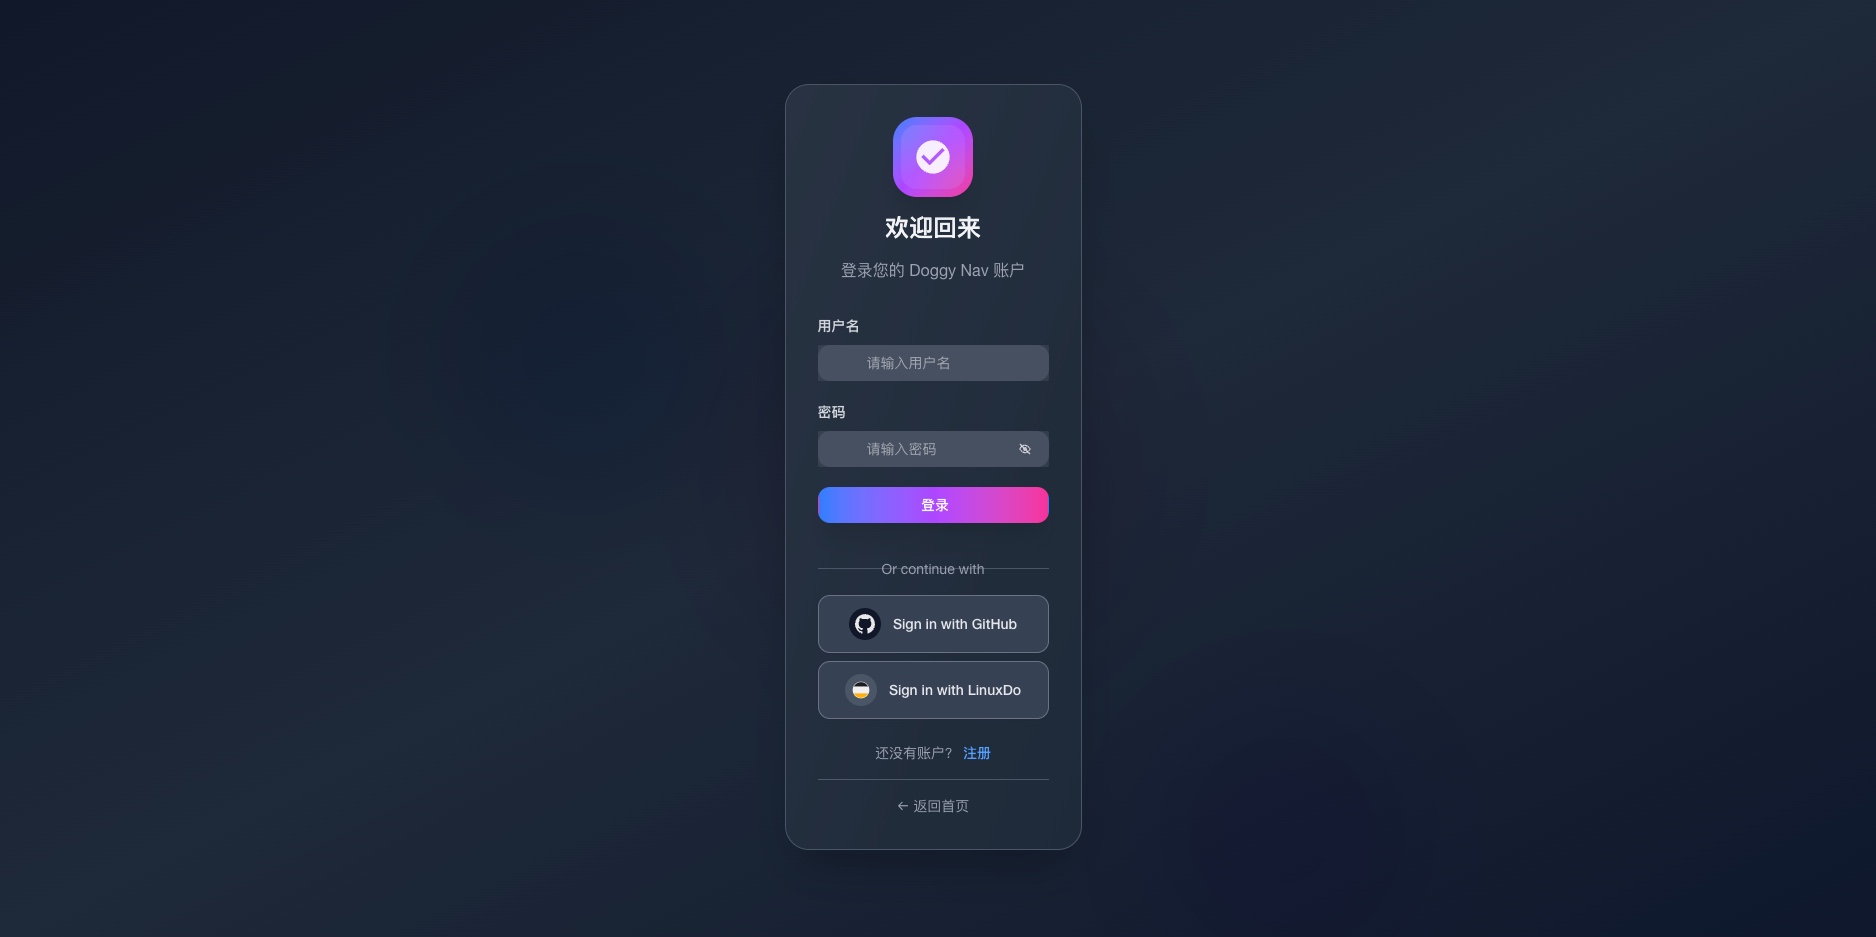 欢迎回来
登录您的 Doggy Nav 账户
用户名
请输入用户名
密码
请输入密码
登录
Or continue with
Sign in with GitHub
Sign in with LinuxDo
还没有账户? 注册
← 返回首页